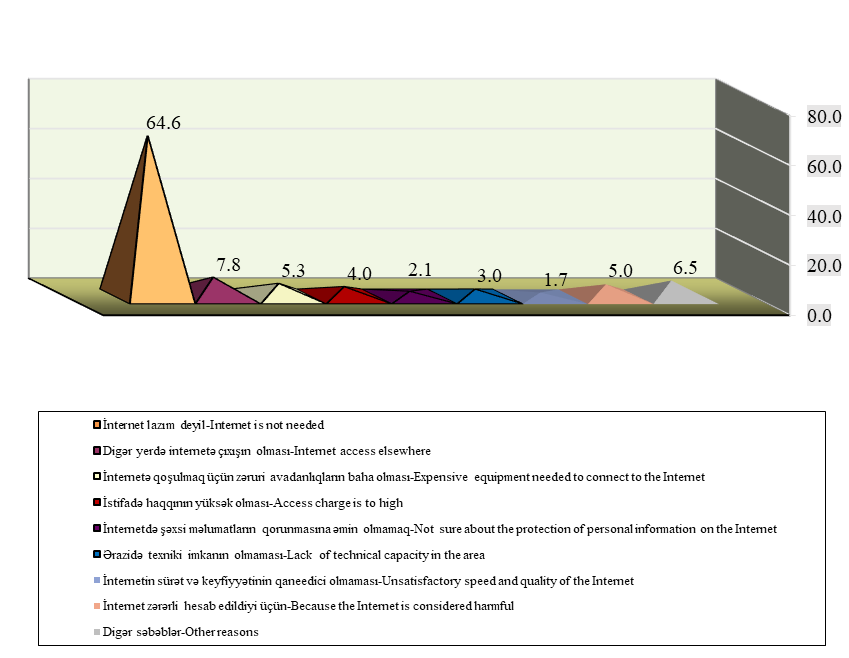 64.6
7.8
5.3
4.0
2.1
3.0
1.7
5.0
6.5
80.0
60.0
40.0
20.0
0.0
İnternet lazım deyil-Internet is not needed
Digər yerdə internetə çıxışın olması-Internet access elsewhere
İnternetə qoşulmaq üçün zəruri avadanlıqların baha olması-Expensive equipment needed to connect to the Internet
İstifadə haqqının yüksək olması-Access charge is to high
İnternetdə şəxsi məlumatların qorunmasına əmin olmamaq-Not sure about the protection of personal information on the Internet
Ərazidə texniki imkanın olmaması-Lack of technical capacity in the area
İnternetin sürət və keyfiyyətinin qaneedici olmaması-Unsatisfactory speed and quality of the Internet
İnternet zərərli hesab edildiyi üçün-Because the Internet is considered harmful
Digər səbəblər-Other reasons